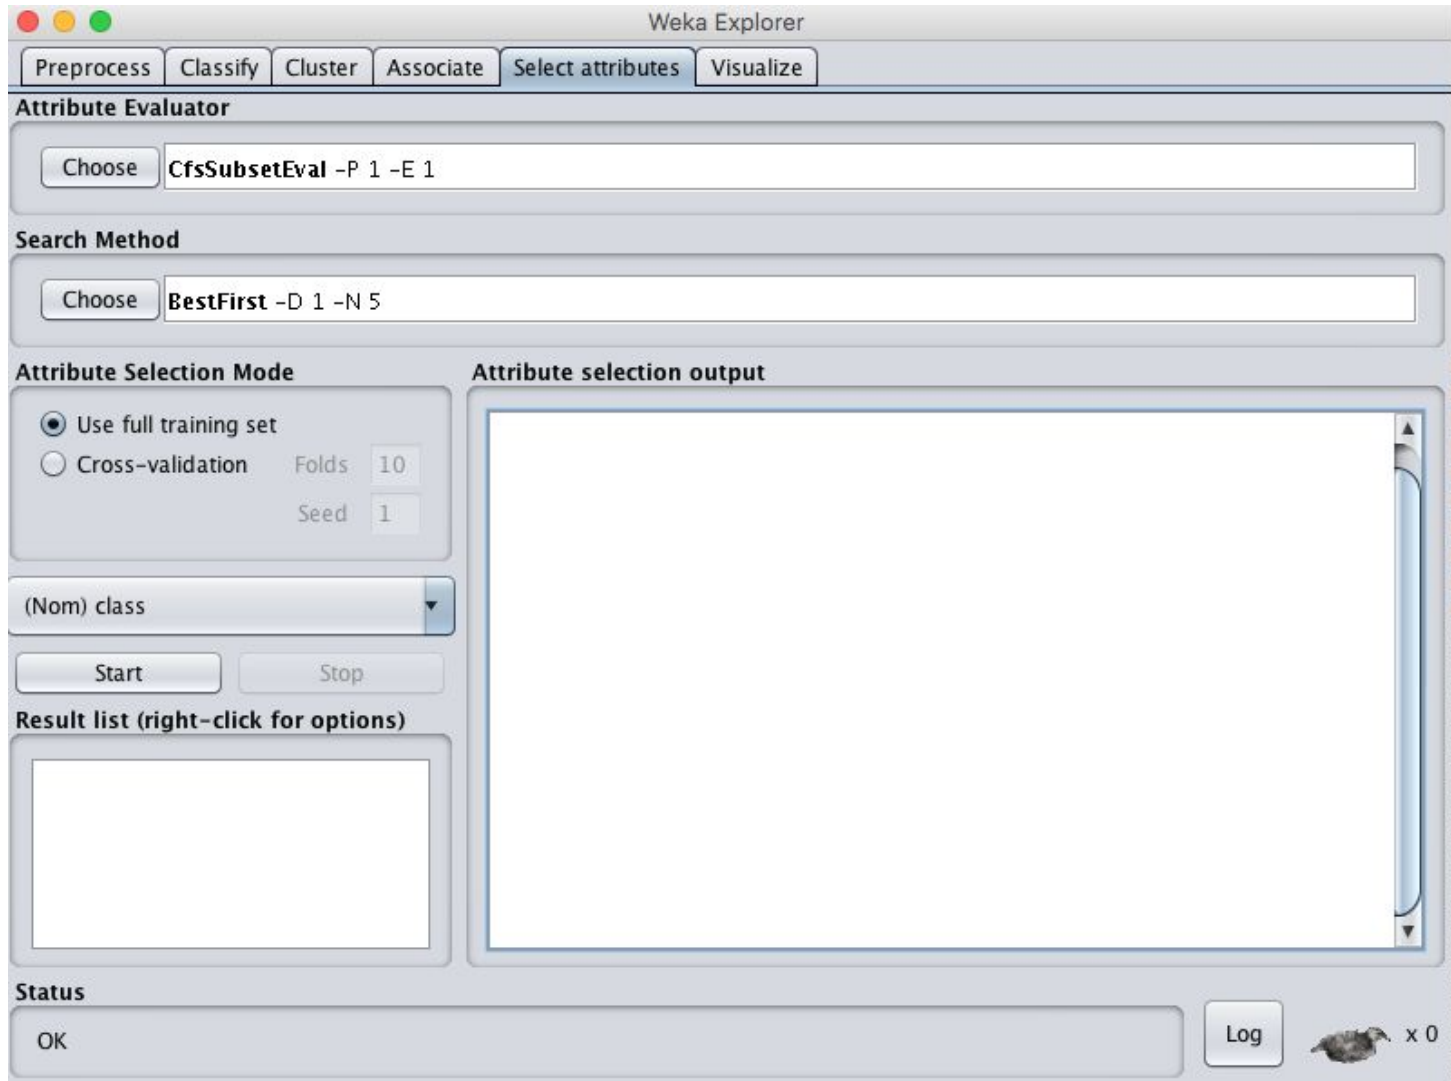 Weka Explorer
Preprocess Classify Cluster Associate Select attributes Visualize
Attribute Evaluator
Choose CfsSubsetEval -P 1 -E 1
Search Method
Choose BestFirst -D 1 -N 5
Attribute Selection Mode
Use full training set
Cross-validation Folds 10
Seed 1
(Nom) class
Start Stop
Result list (right-click for options)
Attribute selection output
Status
OK
Log x 0